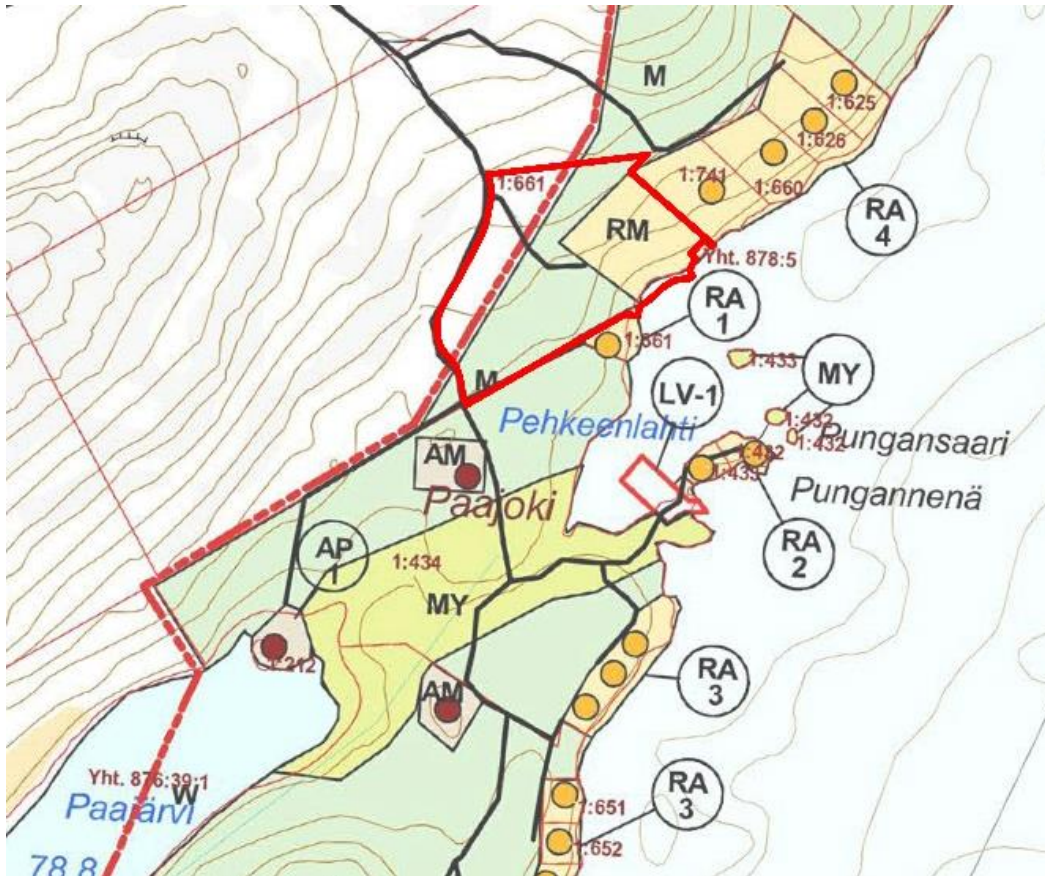 M
1:625
1:626
1:661
1:741
1:660
RA
4
RM
Yht. 878:5
RA
1
1:661
1:433
M
LV-1
MY
Pehkeenlahti
1:432
Pungansaari
1:432
AM
1:433
Paajoki
Pungannenä
AP
1
1:434
RA
2
MY
1:212
RA
3
AM
Yht. 876:39:1
W
Paajärvi
RA
3
1:651
1:652
78.8